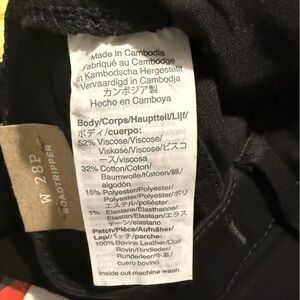 Made in Cambodia
Fabriqué au Cambodge
in Kambodscha Hergestellt
Vervaardigd in Cambodja
カンボジア製
Hecho en Camboya
Body/Corps/Hauptteil/Lijf/
ボディ/cuerpo:
52% Viscose/Viscose/
Viskose/Viscose/ビスコ
ース/viscosa
32% Cotton/Coton/
Baumwolle/Katoen/綿/
algodón
15% Polyester/Polyester/
Polyester/Polyester/ポリ
エステル/poliéster
1% Elastane/Élasthanne/
Elastan/Elastaan/エラス
テーン/elastano
Patch/Pièce/Aufnäher/
Lap/パッチ/parche:
100% Bovine Leather/Cuir
Bovin/Rindleder/
Runderleer/牛革/
cuero bovino
Inside out machine wash
W 28P
ROADTRIPPER